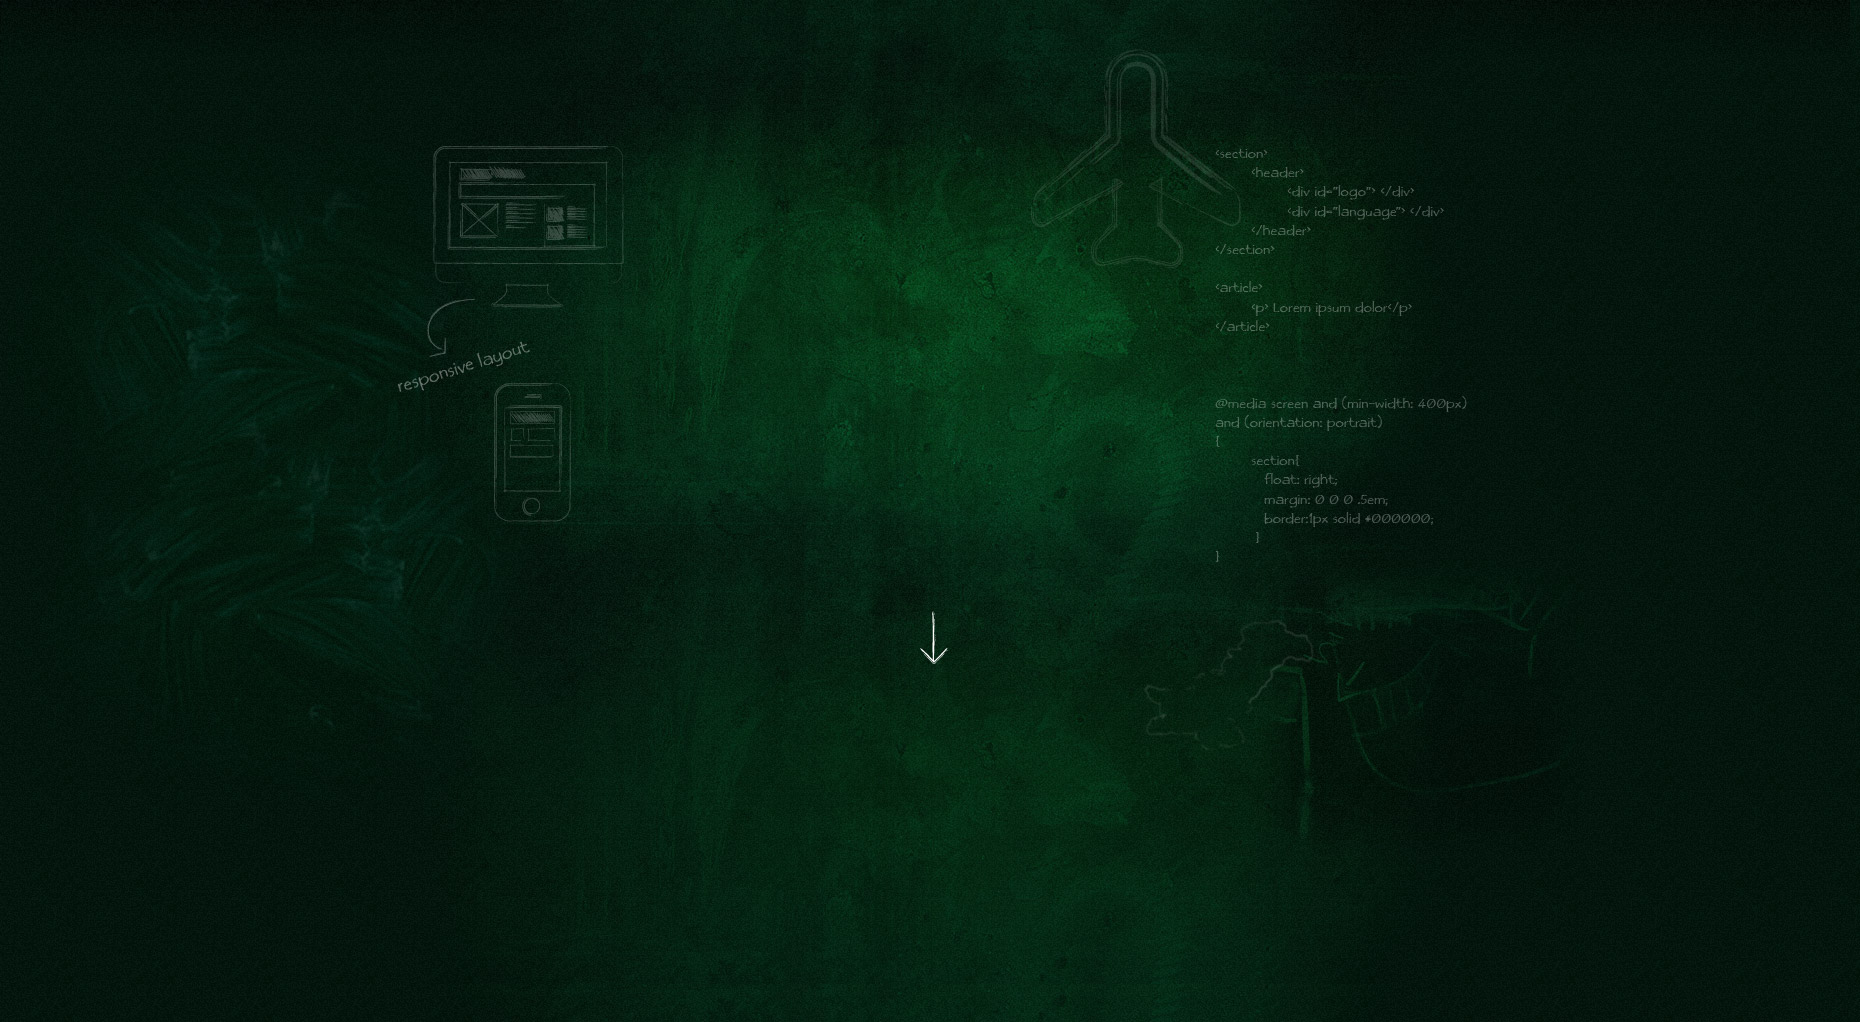 responsive layout
<section>
<header>
<div id="logo"> </div>
<div id="language"> </div>
</header>
</section>
<article>
<p> Lorem ipsum dolor</p>
</article>
@media screen and (min-width: 400px)
and (orientation: portrait)
{
section{
float: right;
margin: 0 0 0 .5em;
border:1px solid #000000;
}
}